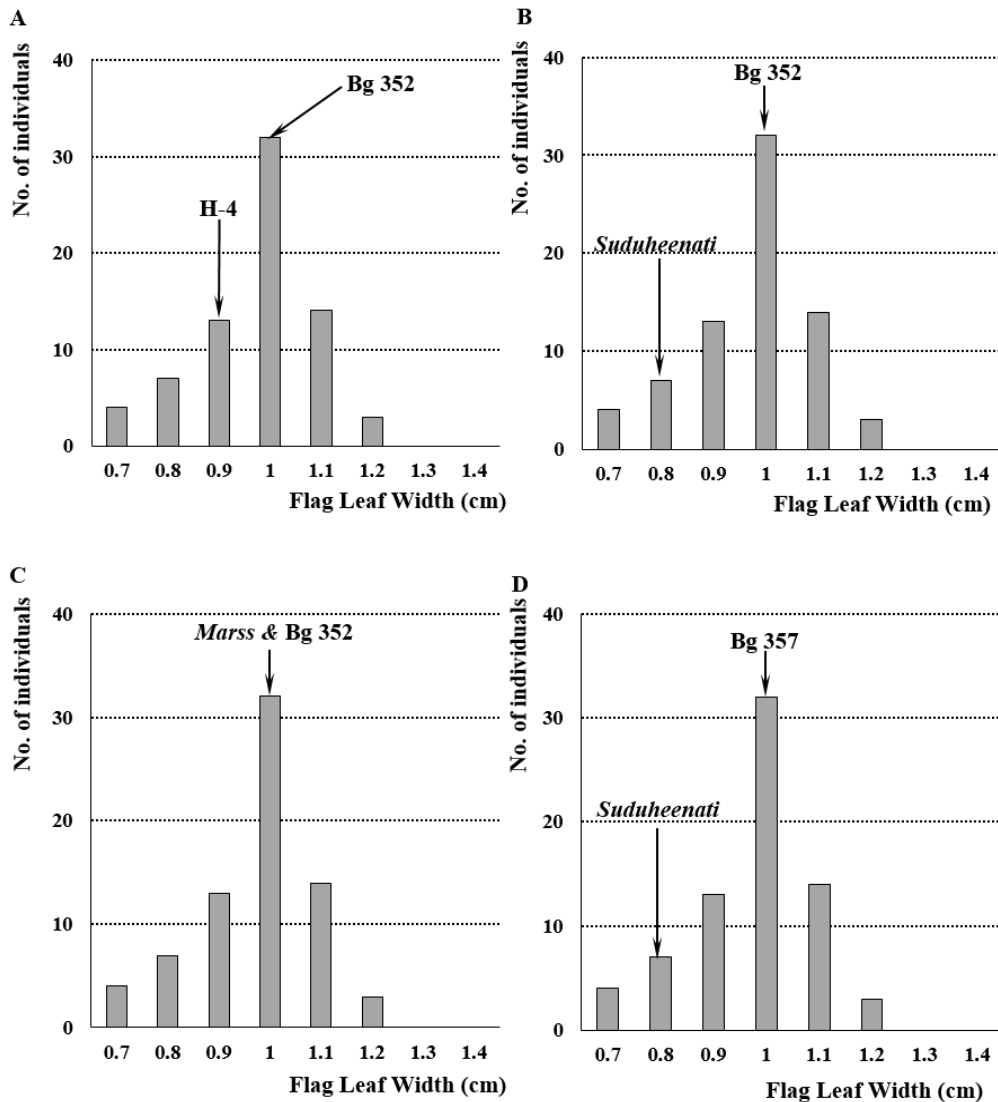 A
No. of individuals
40
30
20
10
0
Bg 352
H-4
0.7 0.8 0.9 1 1.1 1.2 1.3 1.4
Flag Leaf Width (cm)
B
No. of individuals
40
30
20
10
0
Bg 352
Suduheenati
0.7 0.8 0.9 1 1.1 1.2 1.3 1.4
Flag Leaf Width (cm)
C
No. of individuals
40
30
20
10
0
Marss & Bg 352
0.7 0.8 0.9 1 1.1 1.2 1.3 1.4
Flag Leaf Width (cm)
D
No. of individuals
40
30
20
10
0
Bg 357
Suduheenati
0.7 0.8 0.9 1 1.1 1.2 1.3 1.4
Flag Leaf Width (cm)